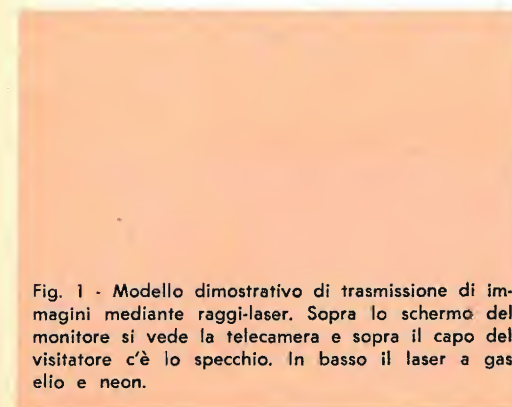 Fig. 1 - Modello dimostrativo di trasmissione di im-
magini mediante raggi-laser. Sopra lo schermo del
monitore si vede la telecamera e sopra il capo del
visitatore c'è lo specchio. In basso il laser a gas
elio e neon.